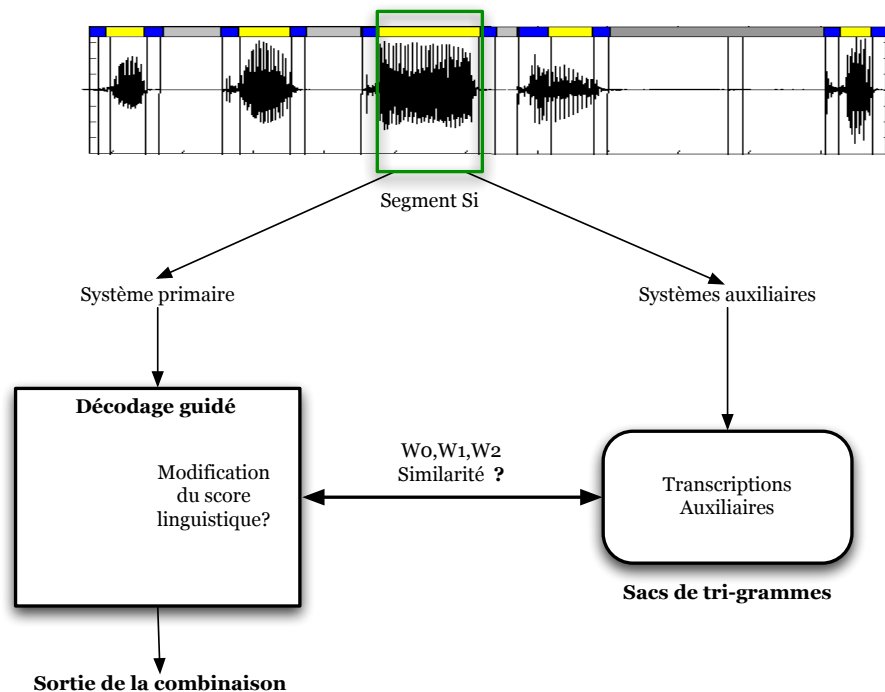 Segment Si
Système primaire
Systèmes auxiliaires
Décodage guidé
Modification
du score
linguistique?
W0,W1,W2
Similarité ?
Transcriptions
Auxiliaires
Sacs de tri-grammes
Sortie de la combinaison